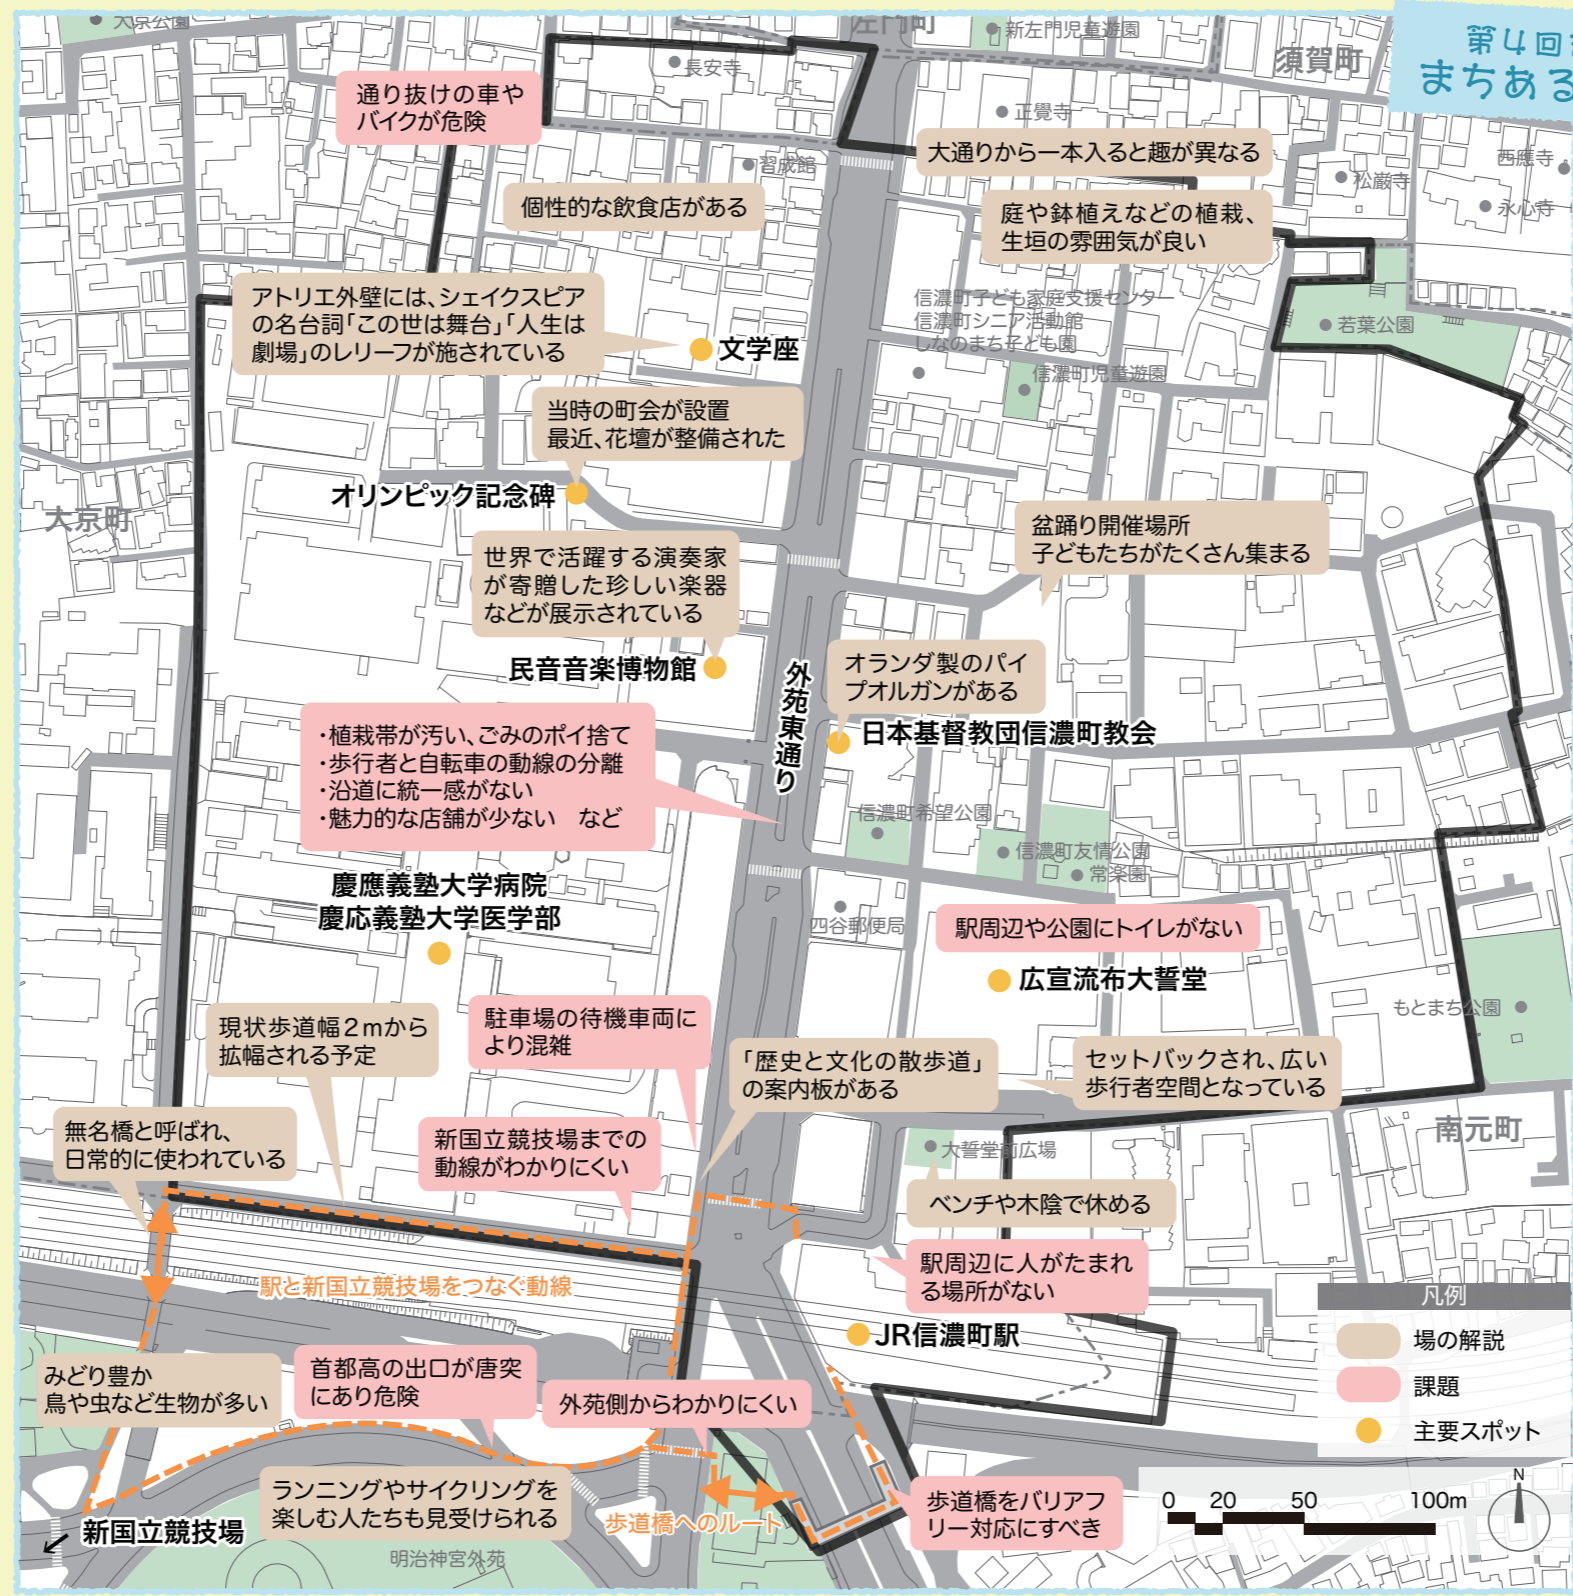 大京公園
左門町
新左門児童遊園
須賀町
第4回
まちある
長安寺
通り抜けの車や
バイクが危険
正覺寺
習成館
大通りから一本入ると趣が異なる
西應寺
松巌寺
永心寺
個性的な飲食店がある
庭や鉢植えなどの植栽、
生垣の雰囲気が良い
アトリエ外壁には、シェイクスピア
の名台詞「この世は舞台」「人生は
劇場」のレリーフが施されている
信濃町子ども家庭支援センター
信濃町シニア活動館
しなのまち子ども園
若葉公園
文学座
信濃町児童遊園
当時の町会が設置
最近、花壇が整備された
オリンピック記念碑
大京町
盆踊り開催場所
子どもたちがたくさん集まる
世界で活躍する演奏家
が寄贈した珍しい楽器
などが展示されている
民音音楽博物館
外苑東通り
オランダ製のパイ
プオルガンがある
日本基督教団信濃町教会
・植栽帯が汚い、ごみのポイ捨て
・歩行者と自転車の動線の分離
・沿道に統一感がない
・魅力的な店舗が少ない　など
信濃町希望公園
信濃町友情公園
常楽園
慶應義塾大学病院
慶応義塾大学医学部
四谷郵便局
駅周辺や公園にトイレがない
広宣流布大誓堂
もとまち公園
現状歩道幅2mから
拡幅される予定
駐車場の待機車両に
より混雑
「歴史と文化の散歩道」
の案内板がある
セットバックされ、広い
歩行者空間となっている
無名橋と呼ばれ、
日常的に使われている
新国立競技場までの
動線がわかりにくい
大誓堂前広場
南元町
ベンチや木陰で休める
駅周辺に人がたまれ
る場所がない
駅と新国立競技場をつなぐ動線
JR信濃町駅
凡例
場の解説
課題
主要スポット
みどり豊か
鳥や虫など生物が多い
首都高の出口が唐突
にあり危険
外苑側からわかりにくい
ランニングやサイクリングを
楽しむ人たちも見受けられる
歩道橋へのルート
歩道橋をバリアフ
リー対応にすべき
新国立競技場
明治神宮外苑
0 20 50 100m
N